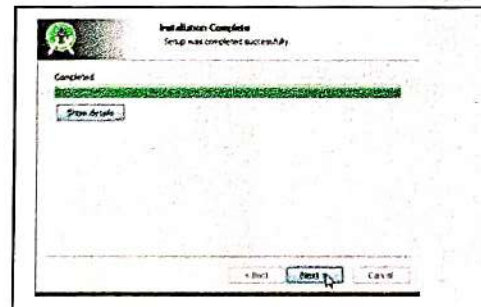 Installation Complete
Setup was completed successfully.
Completed
Show details
< Back Next > Cancel